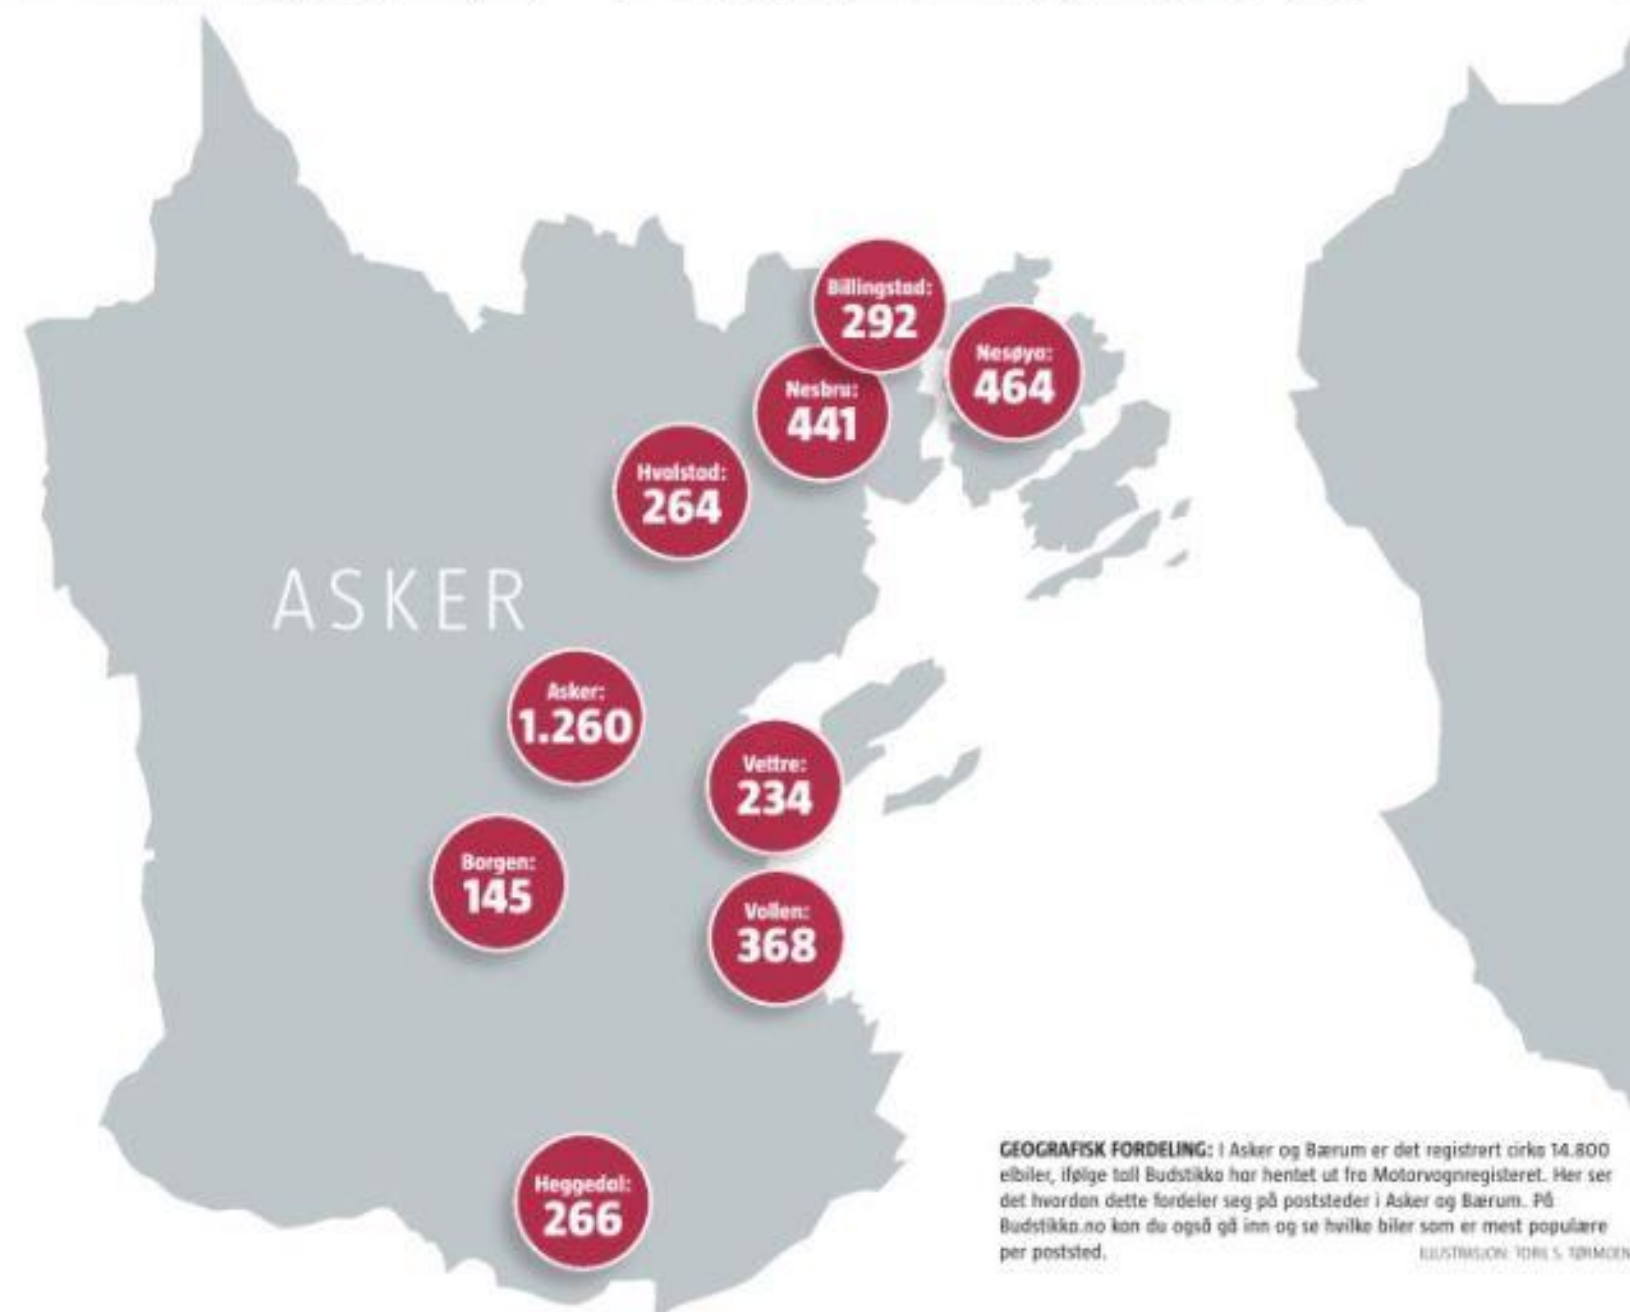 Billingstad:
292
Nesøya:
464
Nesbru:
441
Hvalstad:
264
ASKER
Asker:
1.260
Vettre:
234
Borgen:
145
Vollen:
368
Heggedal:
266
GEOGRAFISK FORDELING: I Asker og Bærum er det registrert cirka 14.800
elbiler, ifølge tall Budstikka har hentet ut fra Motorvognregisteret. Her ser
det hvordan dette fordeler seg på poststeder i Asker og Bærum. På
Budstikka.no kan du også gå inn og se hvilke biler som er mest populære
per poststed.
ILLUSTRASJON: TORIL S. TØRMOEN